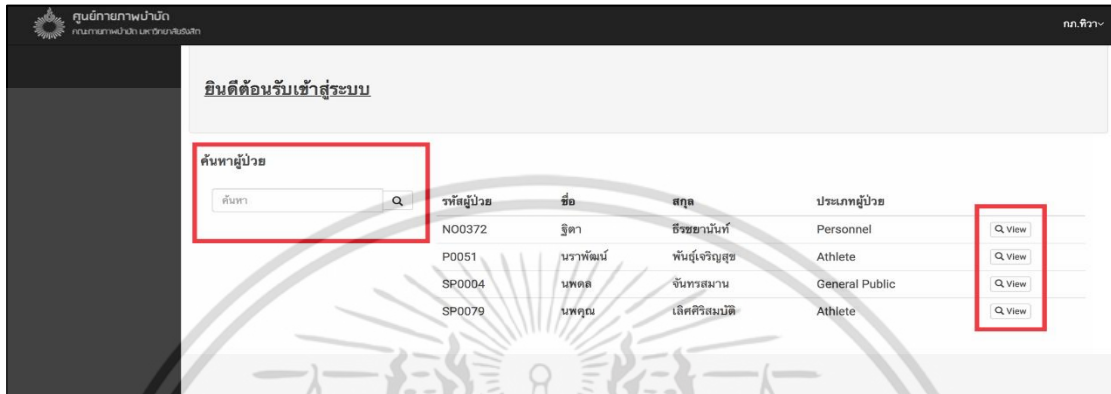 ศูนย์กายภาพบำบัด
คณะกายภาพบำบัด มหาวิทยาลัยรังสิต
กภ.ทิวา
ยินดีต้อนรับเข้าสู่ระบบ
ค้นหาผู้ป่วย
ค้นหา
รหัสผู้ป่วย ชื่อ สกุล ประเภทผู้ป่วย
NO0372 ฐิตา ธีรชยานันท์ Personnel View
P0051 นราพัฒน์ พันธุ์เจริญสุข Athlete View
SP0004 นพดล จันทรสมาน General Public View
SP0079 นพคุณ เลิศศิริสมบัติ Athlete View